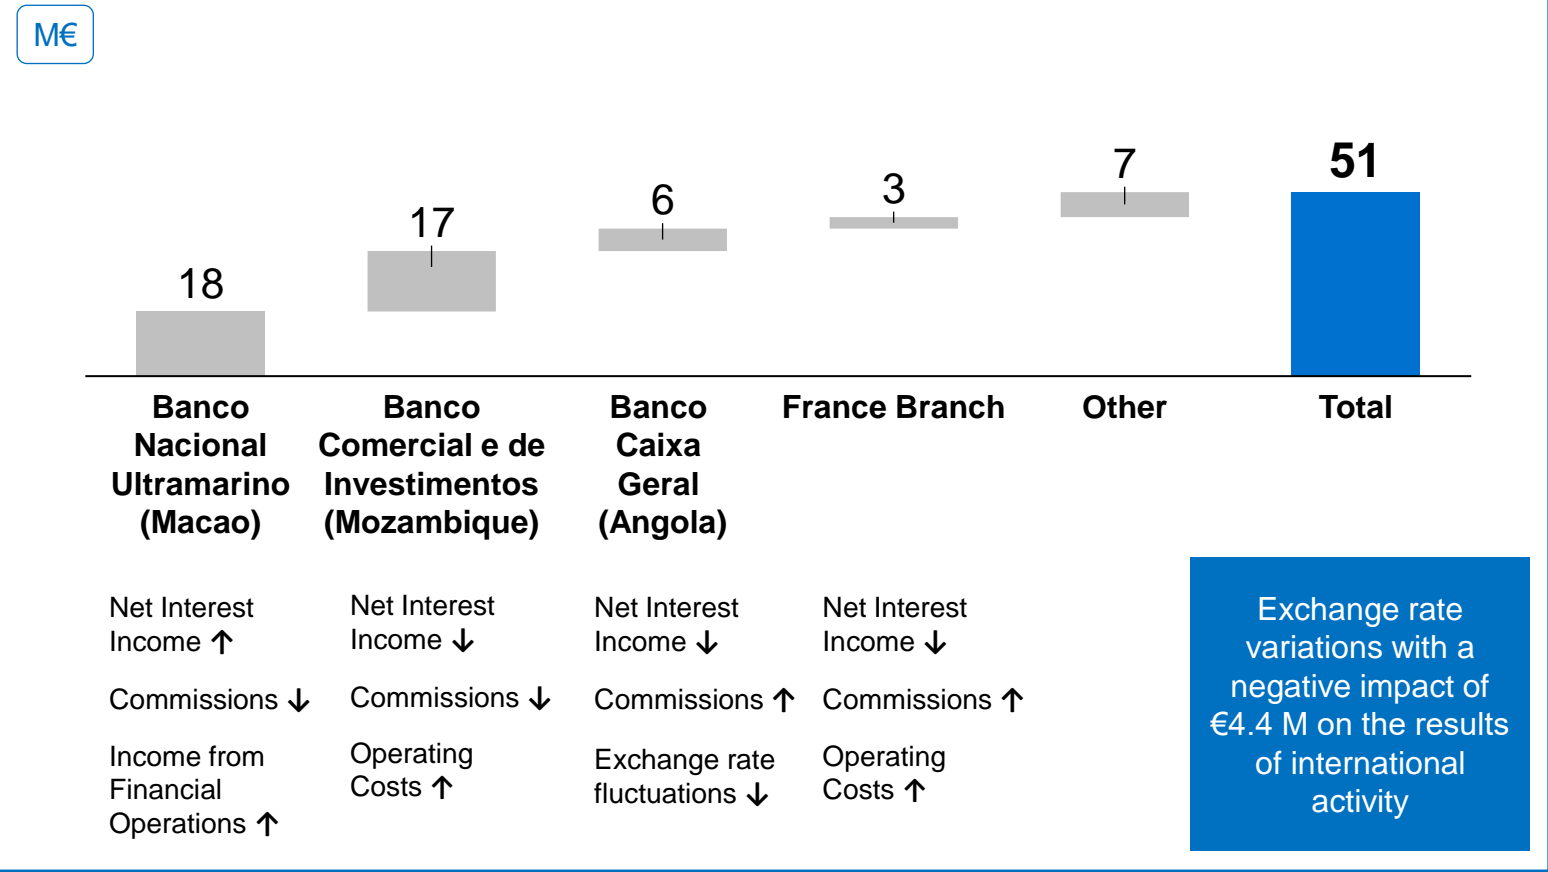 M€
18
17
6
3
7
51
Banco
Nacional
Ultramarino
(Macao)
Banco
Comercial e de
Investimentos
(Mozambique)
Banco
Caixa
Geral
(Angola)
France Branch
Other
Total
Net Interest
Income ↑
Commissions ↓
Income from
Financial
Operations ↑
Net Interest
Income ↓
Commissions ↓
Operating
Costs ↑
Net Interest
Income ↓
Commissions ↑
Exchange rate
fluctuations ↓
Net Interest
Income ↓
Commissions ↑
Operating
Costs ↑
Exchange rate
variations with a
negative impact of
€4.4 M on the results
of international
activity